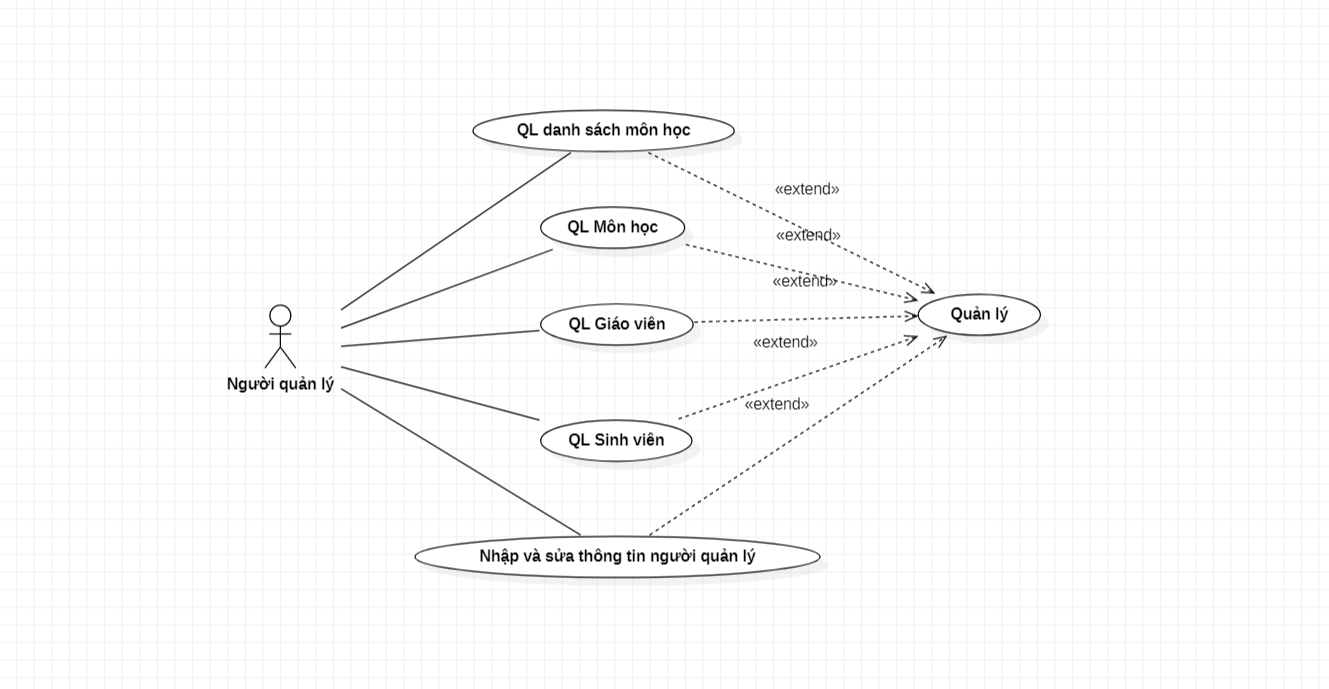 QL danh sách môn học
«extend»
QL Môn học
«extend»
«extend»
Quản lý
QL Giáo viên
«extend»
Người quản lý
«extend»
QL Sinh viên
Nhập và sửa thông tin người quản lý